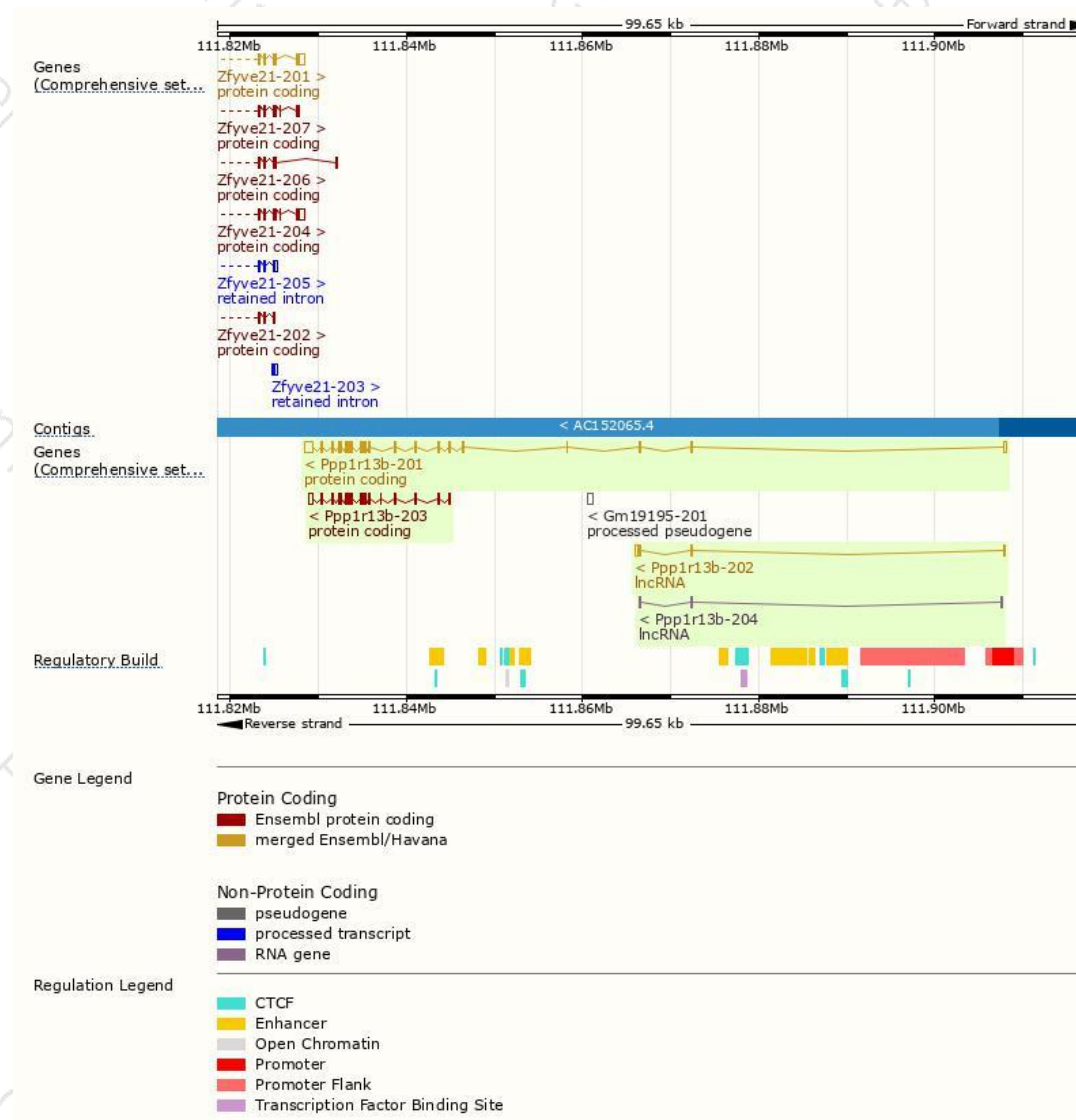 99.65 kb
Forward strand
111.82Mb 111.84Mb 111.86Mb 111.88Mb 111.90Mb
Genes
(Comprehensive set...
Zfyve21-201 >
protein coding
Zfyve21-207 >
protein coding
Zfyve21-206 >
protein coding
Zfyve21-204 >
protein coding
Zfyve21-205 >
retained intron
Zfyve21-202 >
protein coding
Zfyve21-203 >
retained intron
Contigs
< AC152065.4
Genes
(Comprehensive set...
< Ppp1r13b-201
protein coding
< Ppp1r13b-203
protein coding
< Gm19195-201
processed pseudogene
< Ppp1r13b-202
lncRNA
< Ppp1r13b-204
lncRNA
Regulatory Build
111.82Mb 111.84Mb 111.86Mb 111.88Mb 111.90Mb
Reverse strand
99.65 kb
Gene Legend
Protein Coding
Ensembl protein coding
merged Ensembl/Havana
Non-Protein Coding
pseudogene
processed transcript
RNA gene
Regulation Legend
CTCF
Enhancer
Open Chromatin
Promoter
Promoter Flank
Transcription Factor Binding Site